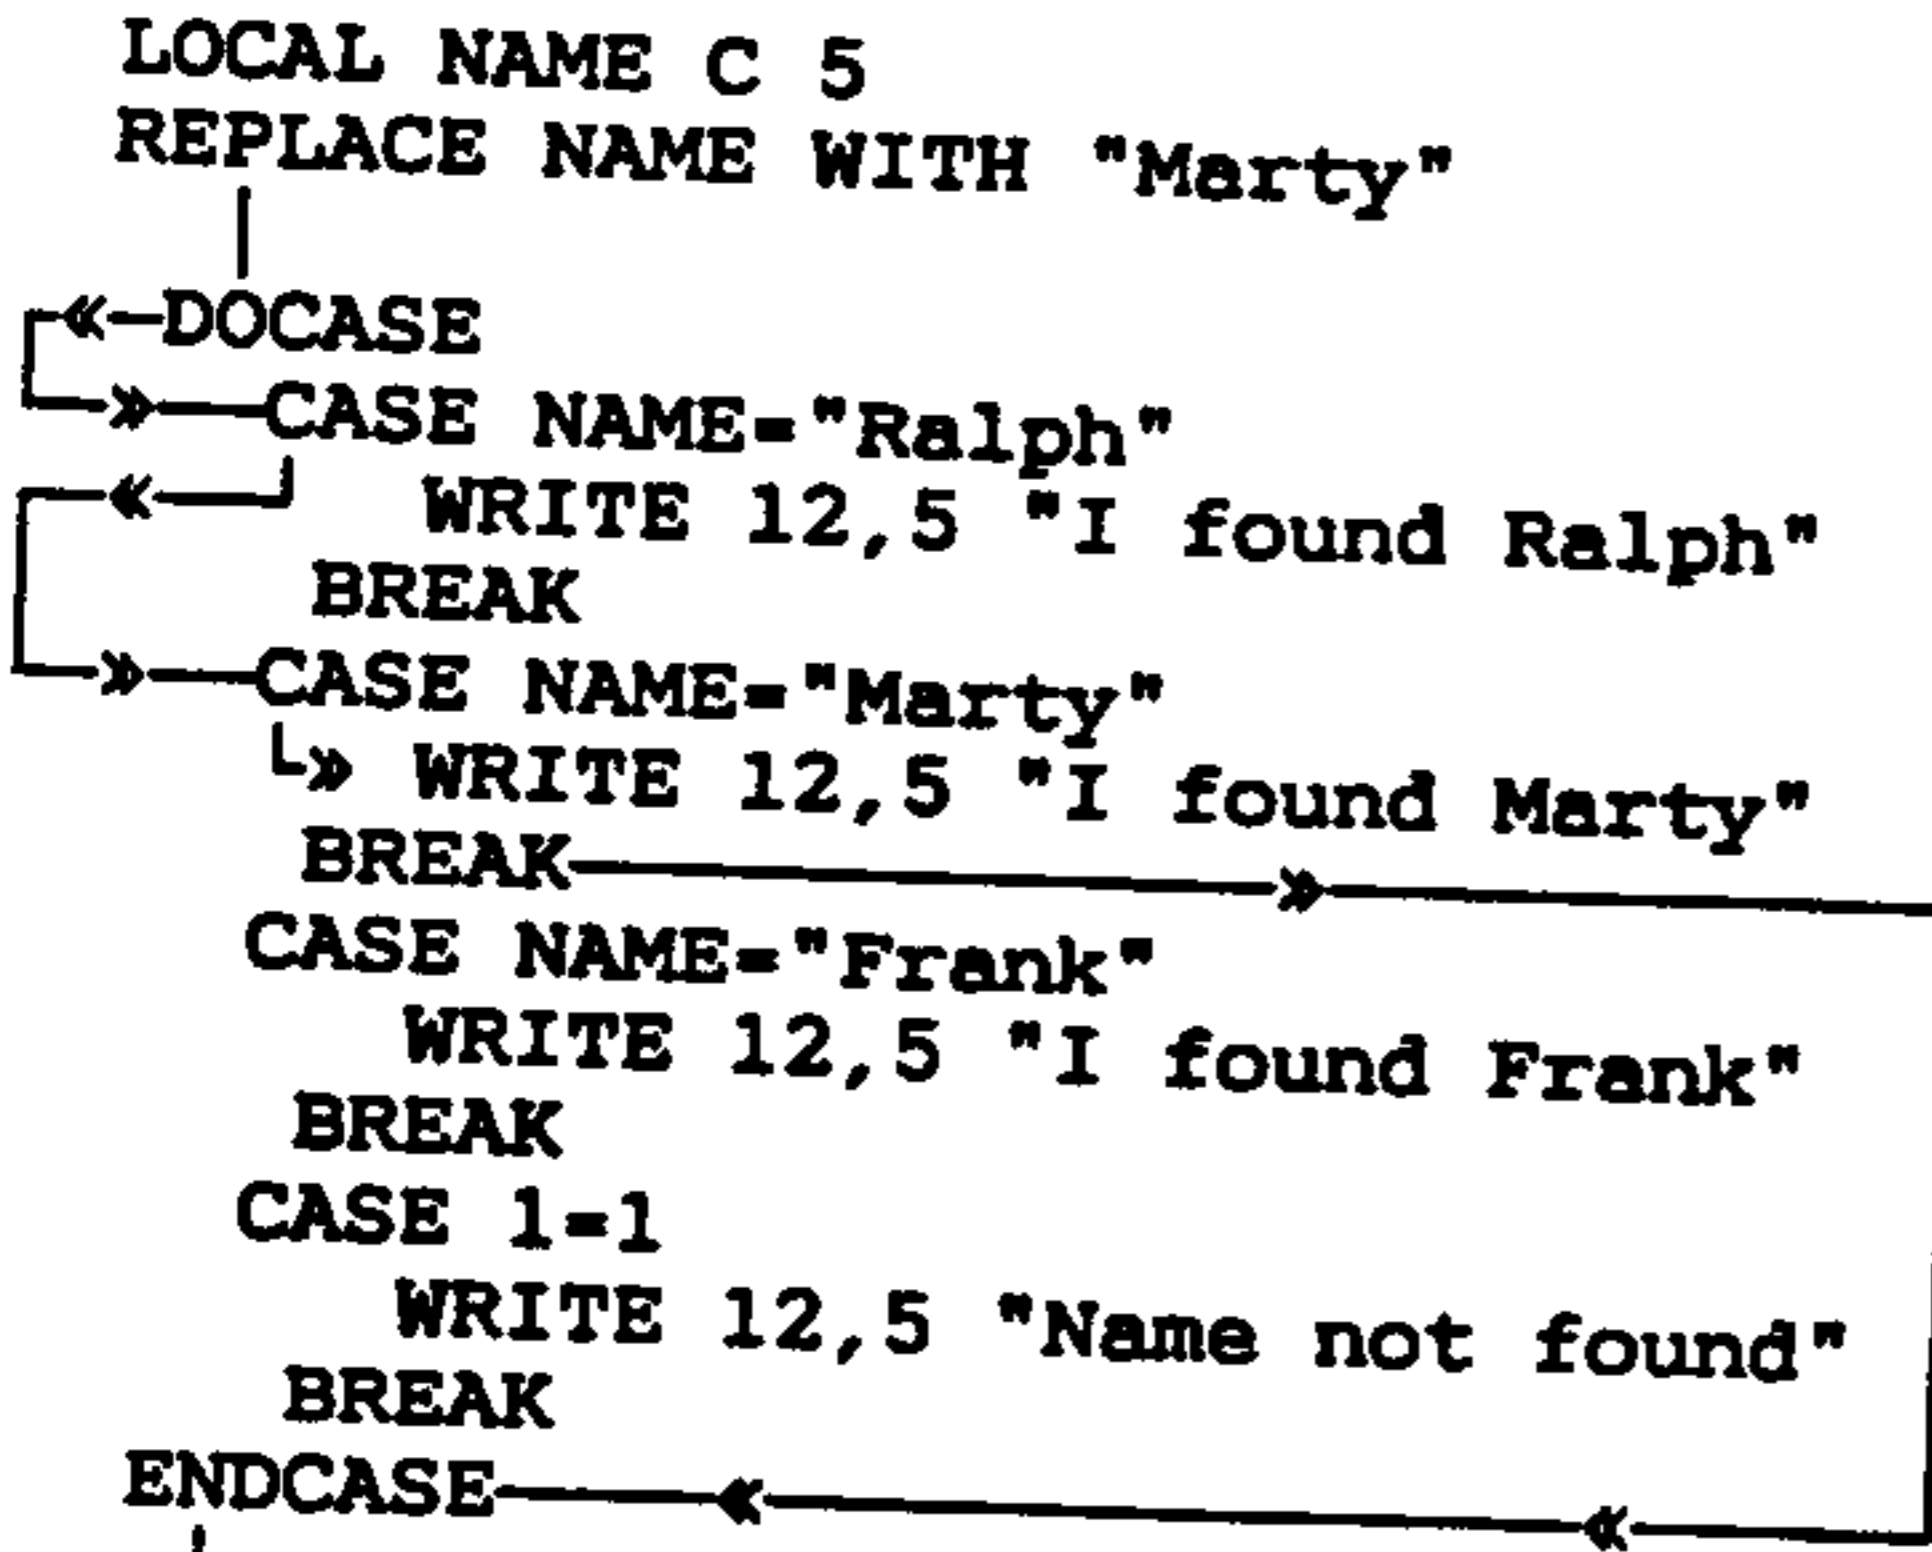 LOCAL NAME C 5
REPLACE NAME WITH "Marty"
DOCASE
CASE NAME="Ralph"
WRITE 12,5 "I found Ralph"
BREAK
CASE NAME="Marty"
WRITE 12,5 "I found Marty"
BREAK
CASE NAME="Frank"
WRITE 12,5 "I found Frank"
BREAK
CASE 1=1
WRITE 12,5 "Name not found"
BREAK
ENDCASE